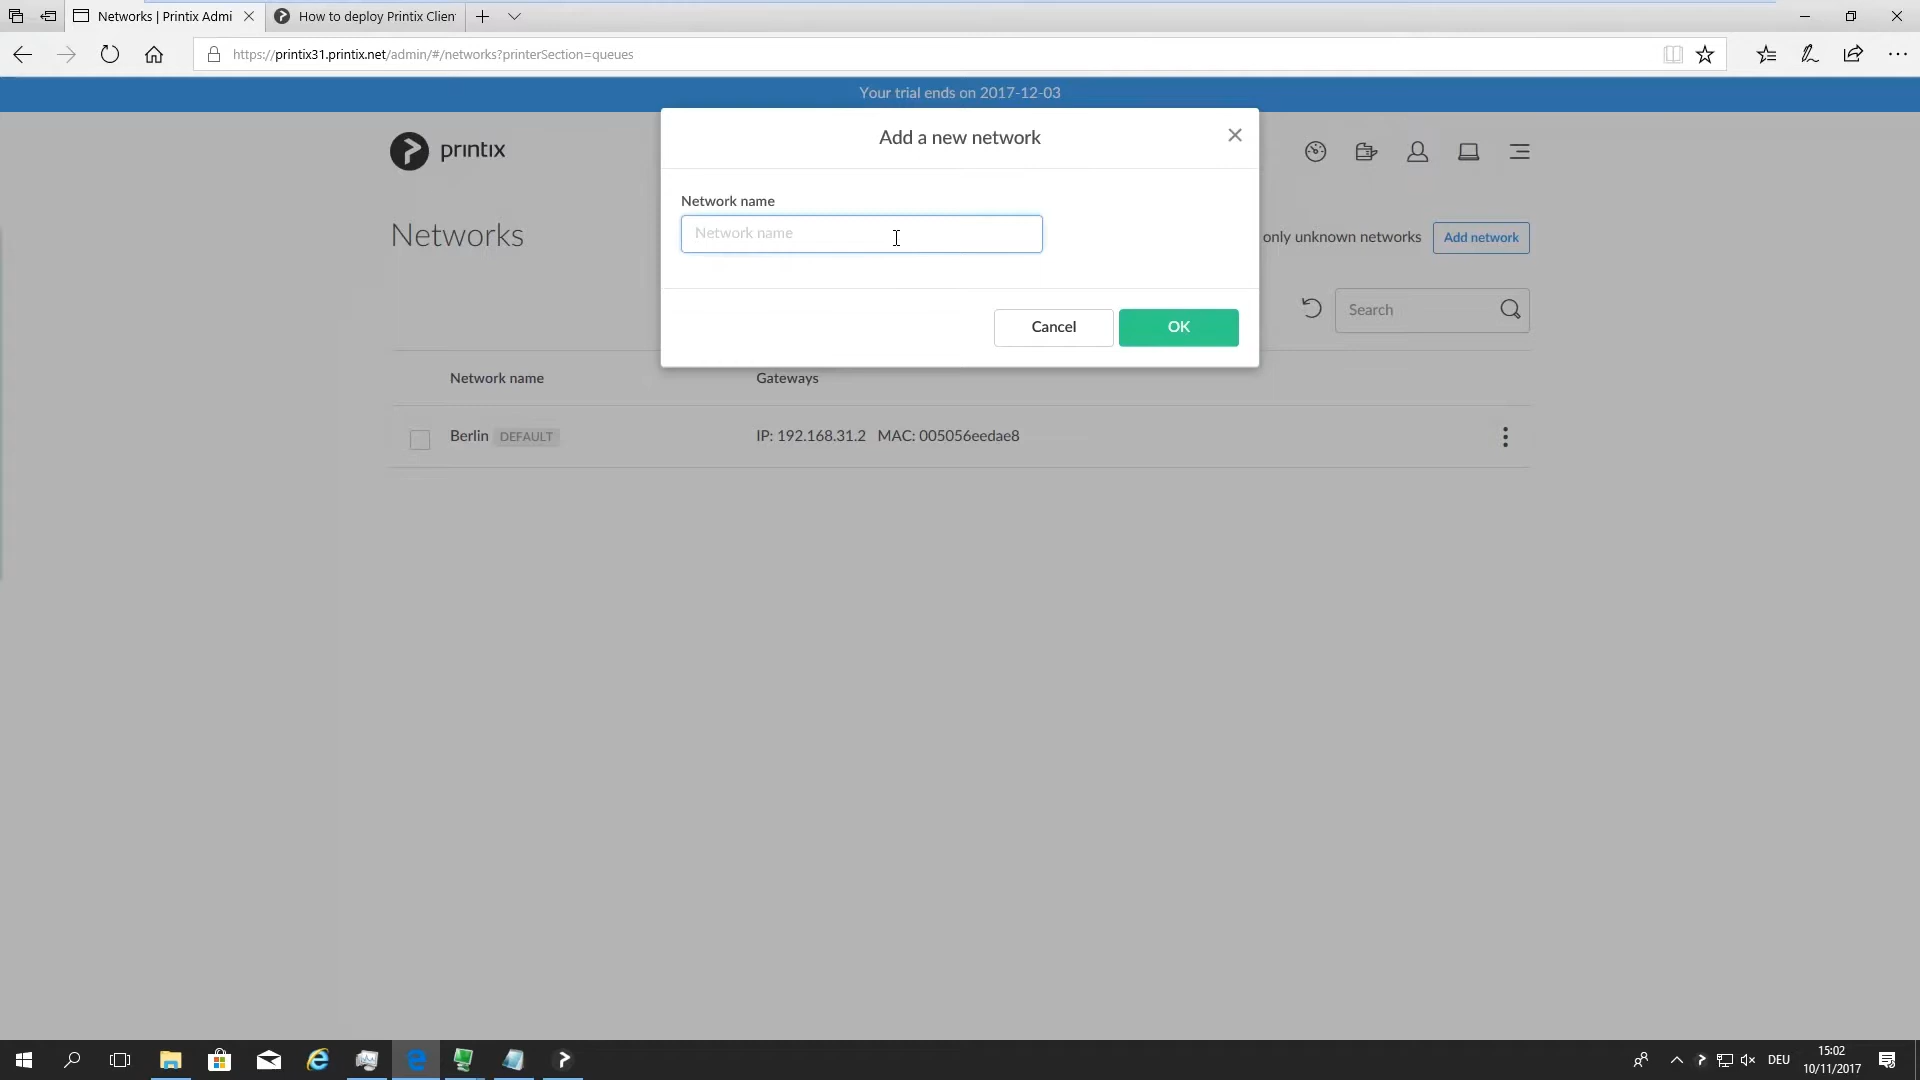 Networks | Printix Admi
How to deploy Printix Clien
https://printix31.printix.net/admin/#/networks?printerSection=queues
Your trial ends on 2017-12-03
printix
Add a new network
Network name
Network name
Cancel
OK
Networks
only unknown networks
Add network
Search
Network name
Gateways
Berlin
DEFAULT
IP: 192.168.31.2 MAC: 005056eedae8
DEU
15:02
10/11/2017